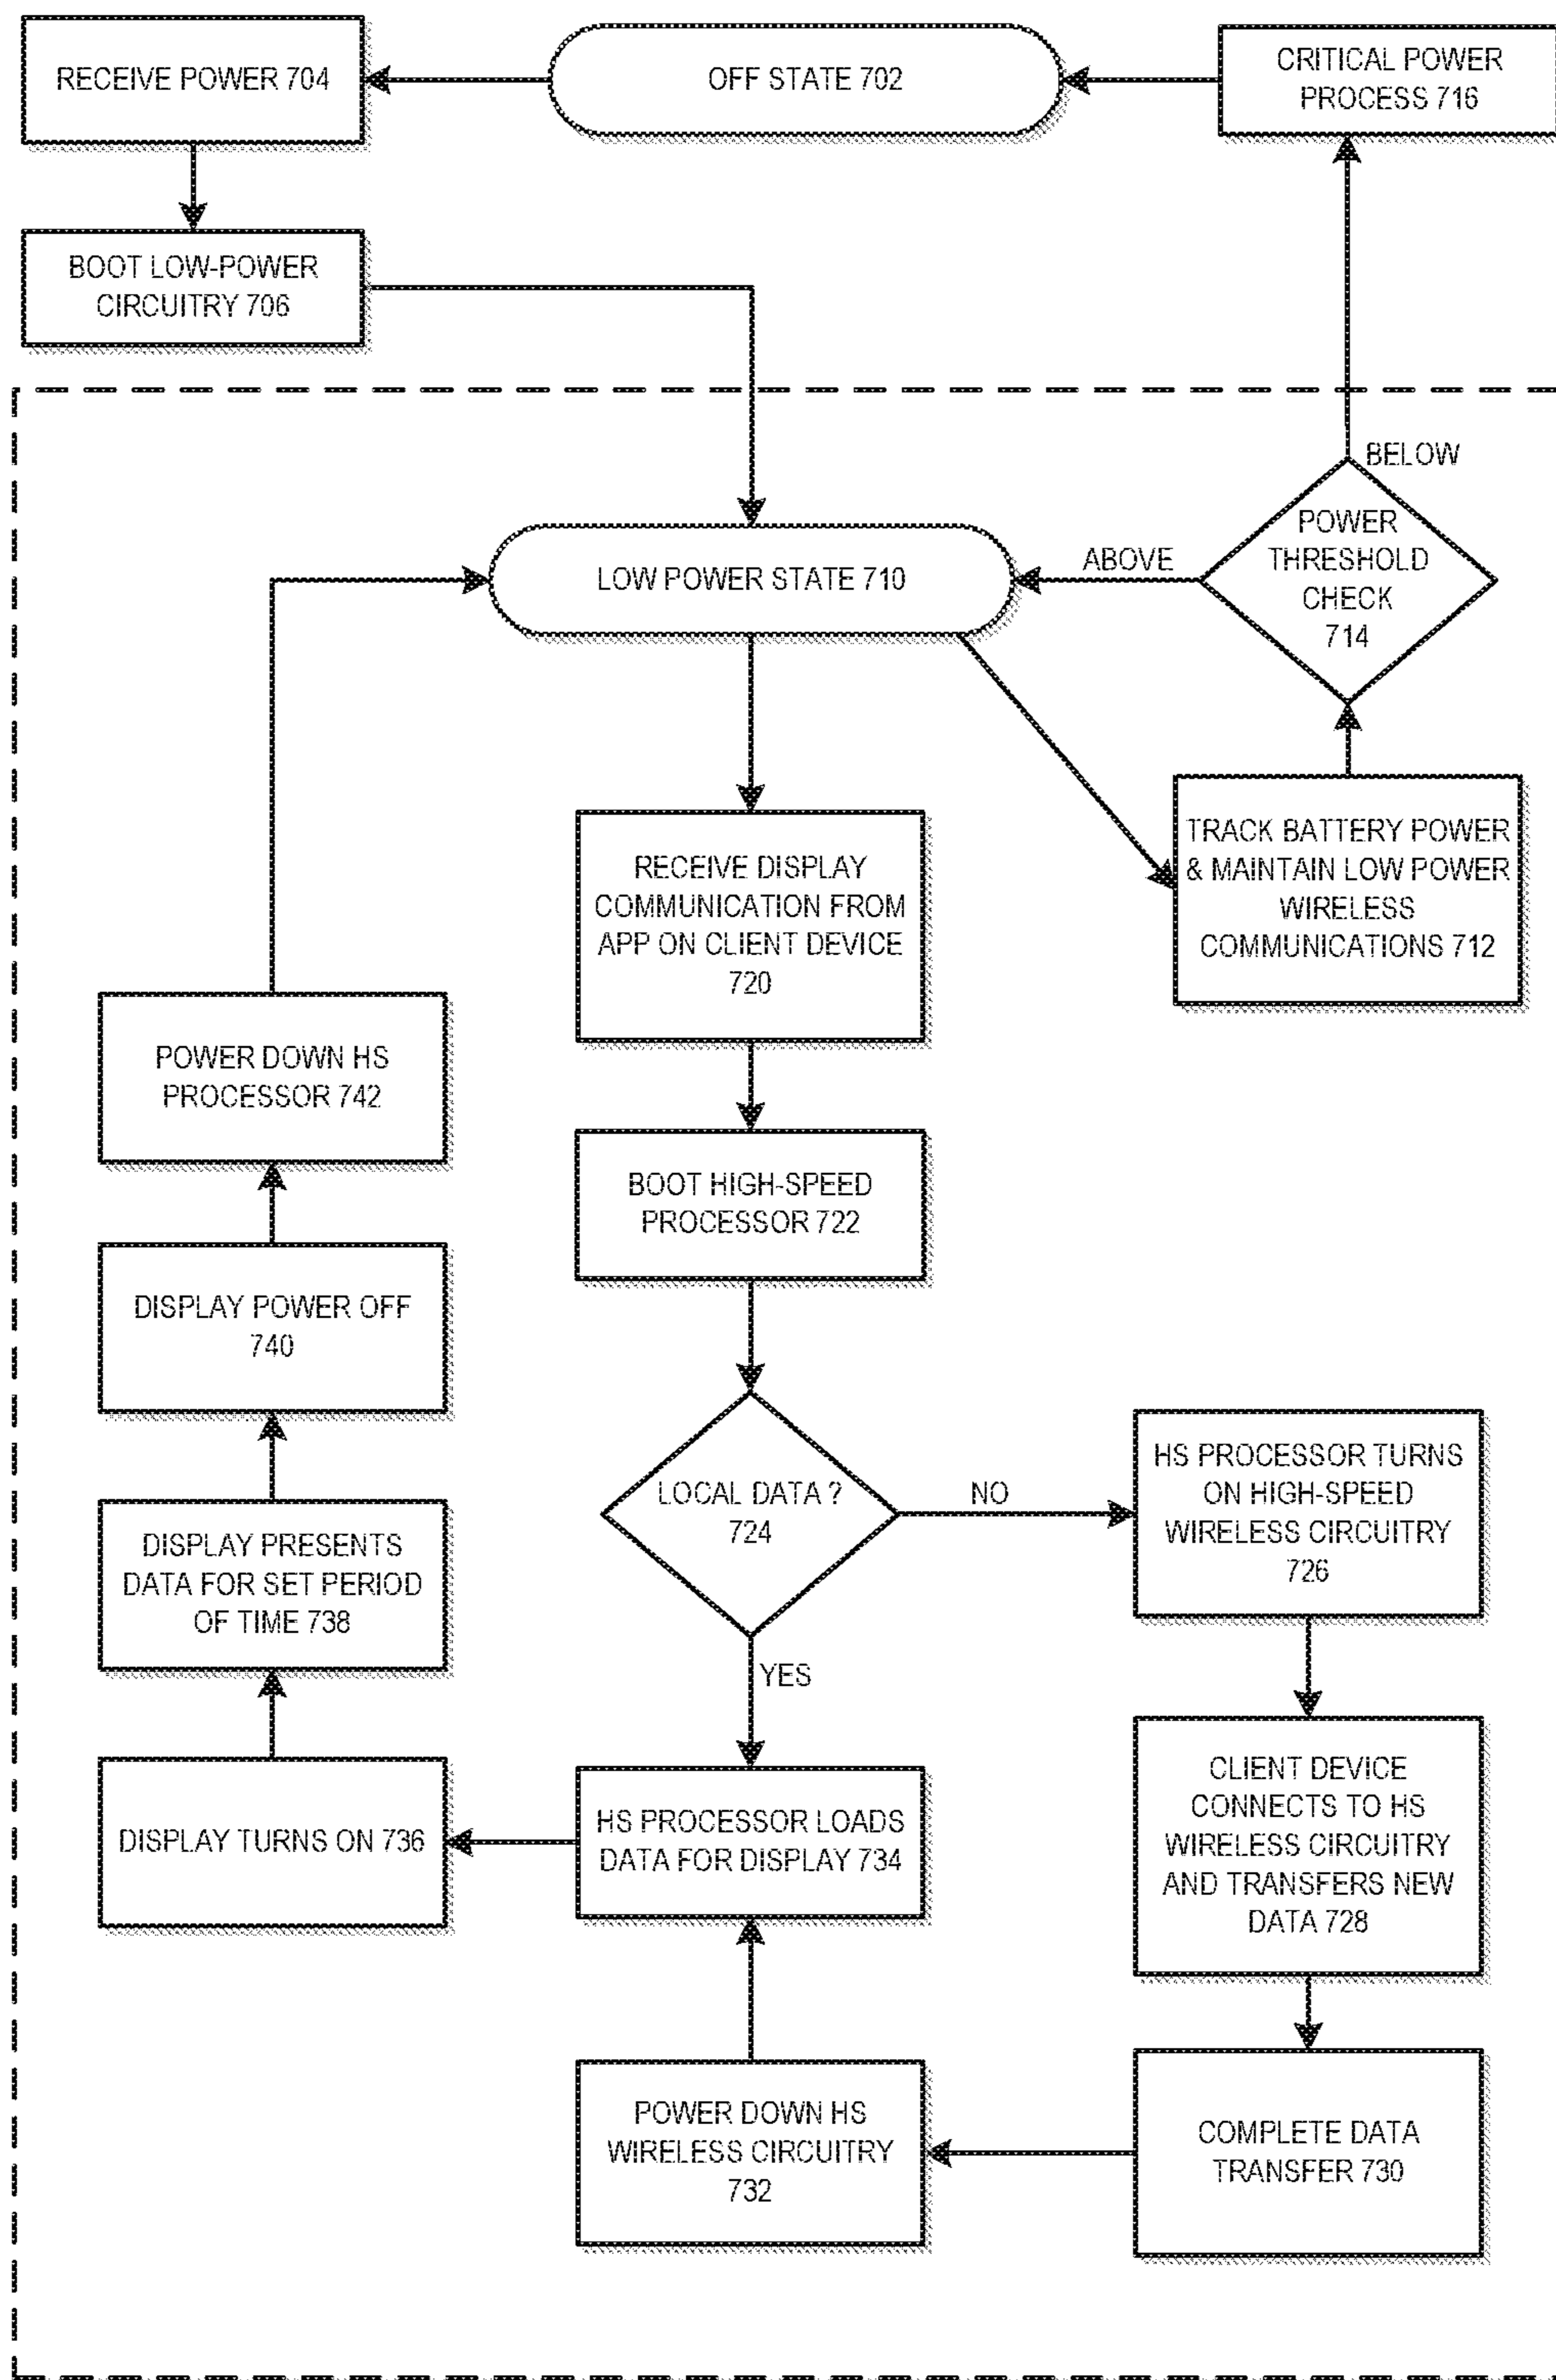 RECEIVE POWER 704
OFF STATE 702
CRITICAL POWER
PROCESS 716
BOOT LOW-POWER
CIRCUITRY 706
BELOW
POWER
THRESHOLD
CHECK
714
ABOVE
LOW POWER STATE 710
TRACK BATTERY POWER
& MAINTAIN LOW POWER
WIRELESS
COMMUNICATIONS 712
RECEIVE DISPLAY
COMMUNICATION FROM
APP ON CLIENT DEVICE
720
POWER DOWN HS
PROCESSOR 742
BOOT HIGH-SPEED
PROCESSOR 722
DISPLAY POWER OFF
740
LOCAL DATA ?
724
NO
HS PROCESSOR TURNS
ON HIGH-SPEED
WIRELESS CIRCUITRY
726
DISPLAY PRESENTS
DATA FOR SET PERIOD
OF TIME 738
YES
CLIENT DEVICE
CONNECTS TO HS
WIRELESS CIRCUITRY
AND TRANSFERS NEW
DATA 728
DISPLAY TURNS ON 736
HS PROCESSOR LOADS
DATA FOR DISPLAY 734
POWER DOWN HS
WIRELESS CIRCUITRY
732
COMPLETE DATA
TRANSFER 730